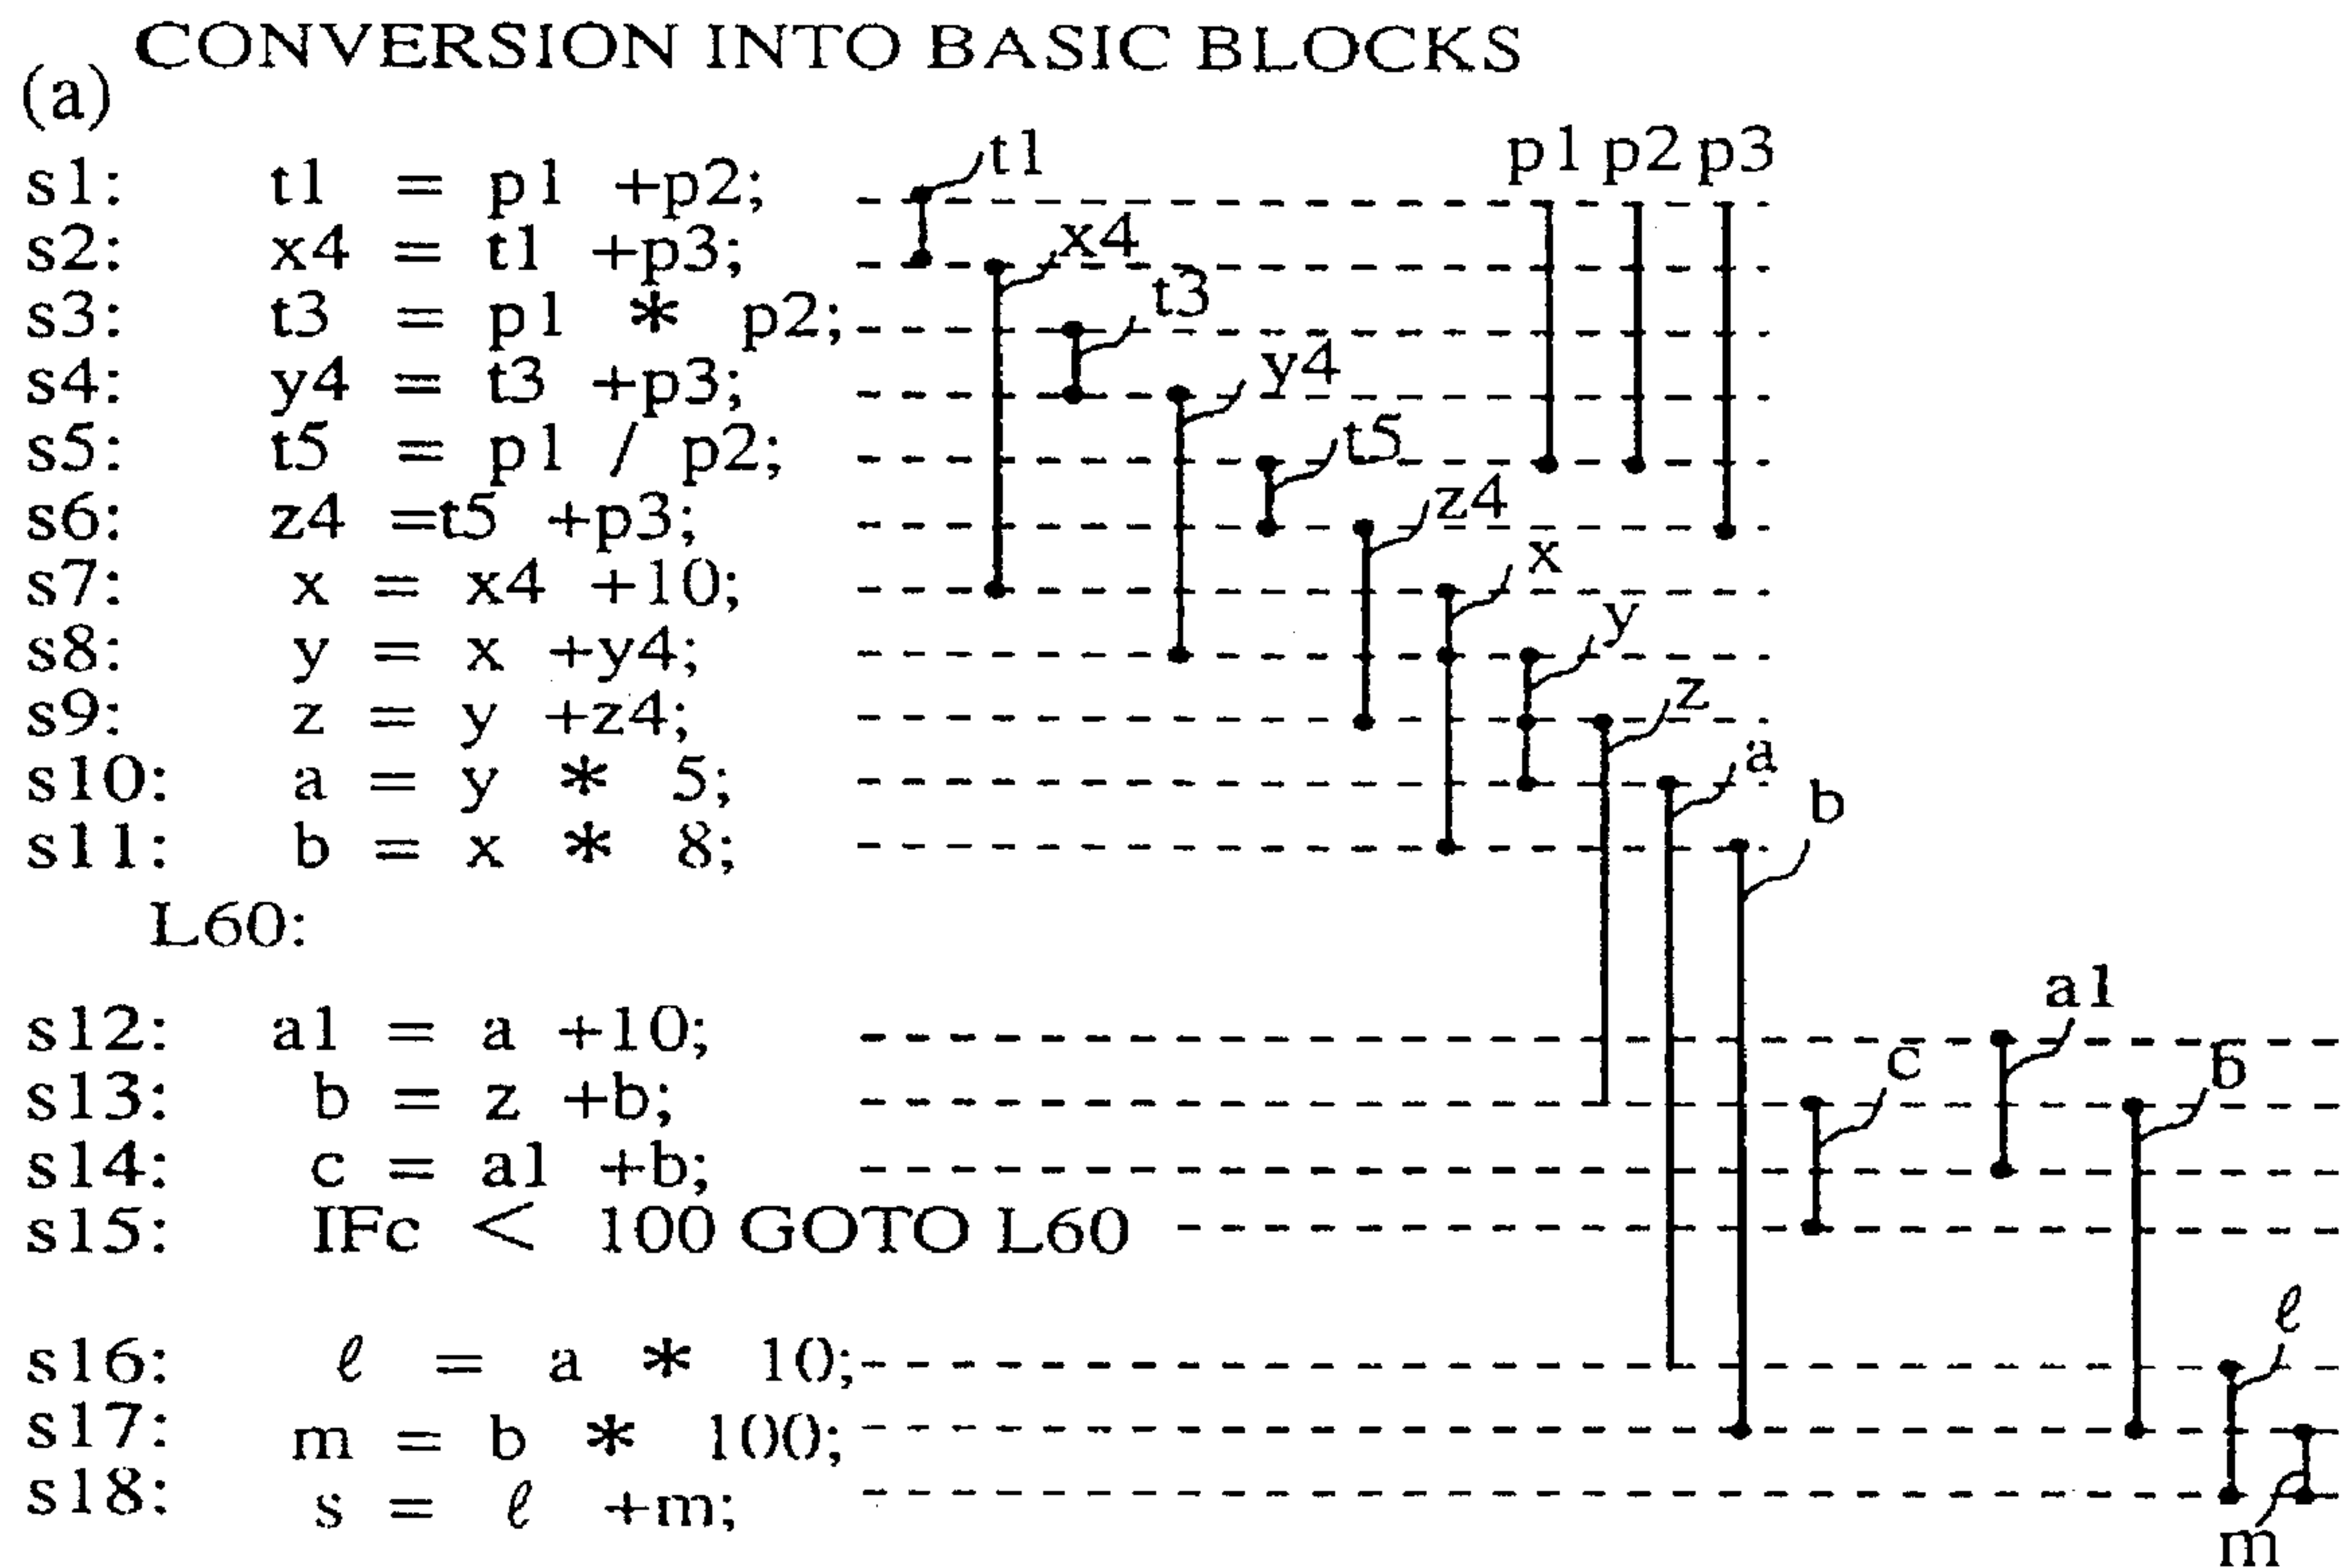 CONVERSION INTO BASIC BLOCKS
(a)
s1: t1 = p1 +p2;
t1
p1 p2 p3
s2: x4 = t1 +p3;
x4
s3: t3 = p1 * p2;
t3
s4: y4 = t3 +p3;
y4
s5: t5 = p1 / p2;
t5
s6: z4 =t5 +p3;
z4
s7: x = x4 +10;
x
s8: y = x +y4;
y
s9: z = y +z4;
z
s10: a = y * 5;
a
s11: b = x * 8;
b
L60:
a1
s12: a1 = a +10;
c
b
s13: b = z +b;
s14: c = a1 +b;
s15: IFc < 100 GOTO L60
ℓ
s16: ℓ = a * 10;
s17: m = b * 100;
s18: s = ℓ +m;
m